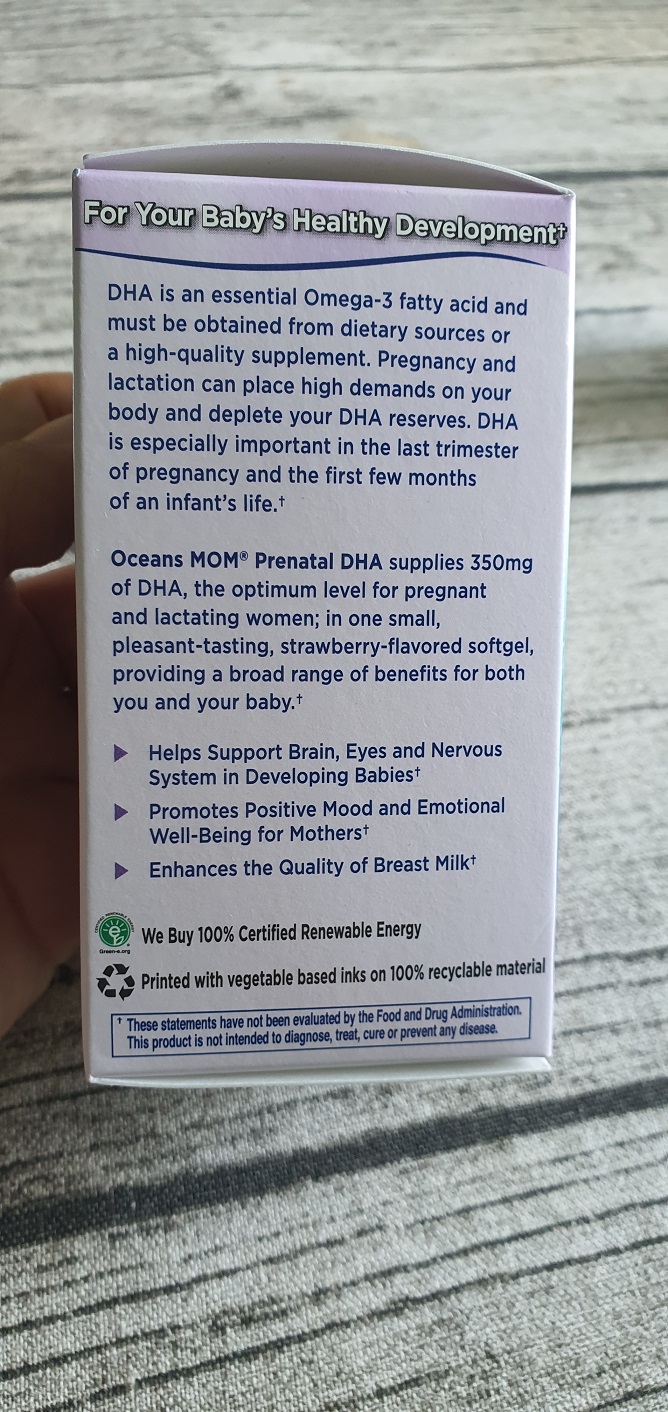 For Your Baby's Healthy Development†
DHA is an essential Omega-3 fatty acid and
must be obtained from dietary sources or
a high-quality supplement. Pregnancy and
lactation can place high demands on your
body and deplete your DHA reserves. DHA
is especially important in the last trimester
of pregnancy and the first few months
of an infant's life.†
Oceans MOM® Prenatal DHA supplies 350mg
of DHA, the optimum level for pregnant
and lactating women; in one small,
pleasant-tasting, strawberry-flavored softgel,
providing a broad range of benefits for both
you and your baby.†
Helps Support Brain, Eyes and Nervous
System in Developing Babies†
Promotes Positive Mood and Emotional
Well-Being for Mothers†
Enhances the Quality of Breast Milk†
CERTIFIED RENEWABLE ENERGY
e
Green-e.org
We Buy 100% Certified Renewable Energy
Printed with vegetable based inks on 100% recyclable material
† These statements have not been evaluated by the Food and Drug Administration.
This product is not intended to diagnose, treat, cure or prevent any disease.